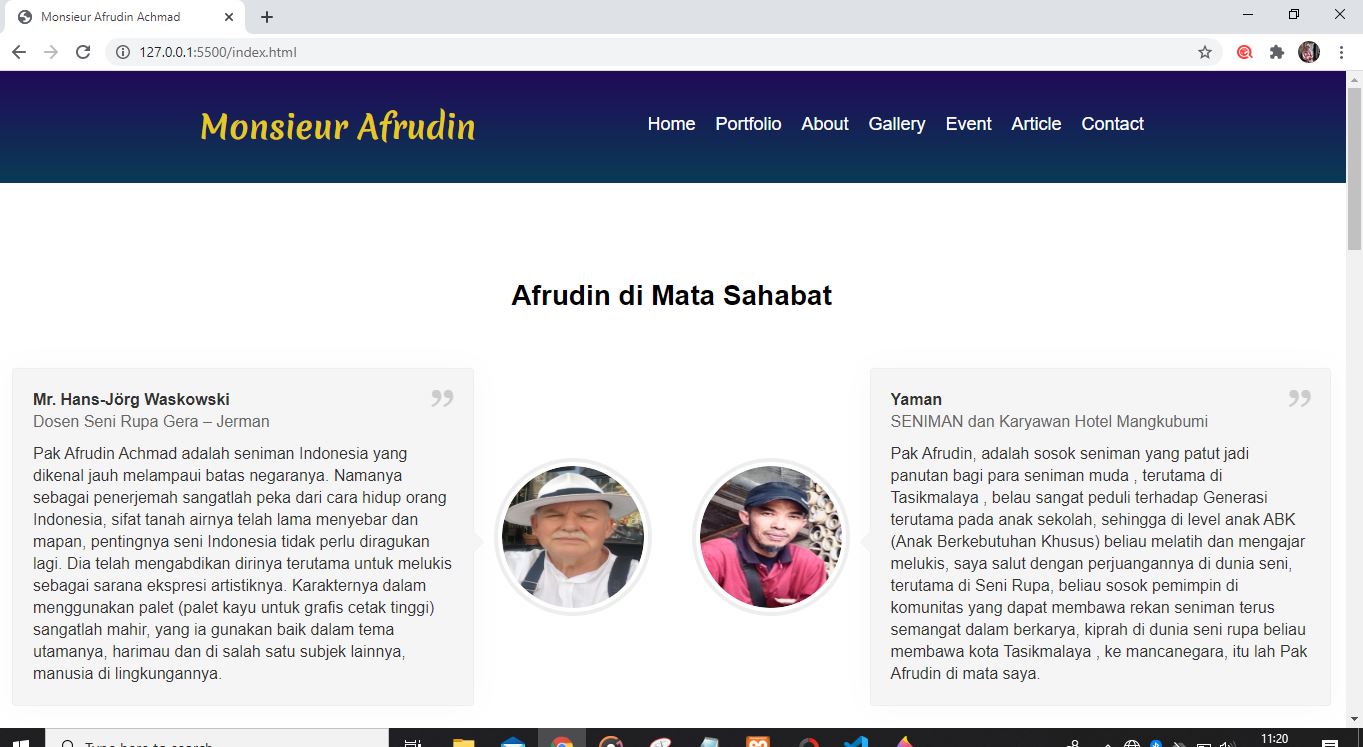 Monsieur Afrudin Achmad
127.0.0.1:5500/index.html
Monsieur Afrudin
Home Portfolio About Gallery Event Article Contact
Afrudin di Mata Sahabat
Mr. Hans-Jörg Waskowski
Dosen Seni Rupa Gera – Jerman
Pak Afrudin Achmad adalah seniman Indonesia yang
dikenal jauh melampaui batas negaranya. Namanya
sebagai penerjemah sangatlah peka dari cara hidup orang
Indonesia, sifat tanah airnya telah lama menyebar dan
mapan, pentingnya seni Indonesia tidak perlu diragukan
lagi. Dia telah mengabdikan dirinya terutama untuk melukis
sebagai sarana ekspresi artistiknya. Karakternya dalam
menggunakan palet (palet kayu untuk grafis cetak tinggi)
sangatlah mahir, yang ia gunakan baik dalam tema
utamanya, harimau dan di salah satu subjek lainnya,
manusia di lingkungannya.
Yaman
SENIMAN dan Karyawan Hotel Mangkubumi
Pak Afrudin, adalah sosok seniman yang patut jadi
panutan bagi para seniman muda , terutama di
Tasikmalaya , belau sangat peduli terhadap Generasi
terutama pada anak sekolah, sehingga di level anak ABK
(Anak Berkebutuhan Khusus) beliau melatih dan mengajar
melukis, saya salut dengan perjuangannya di dunia seni,
terutama di Seni Rupa, beliau sosok pemimpin di
komunitas yang dapat membawa rekan seniman terus
semangat dalam berkarya, kiprah di dunia seni rupa beliau
membawa kota Tasikmalaya , ke mancanegara, itu lah Pak
Afrudin di mata saya.
Type here to search
11:20